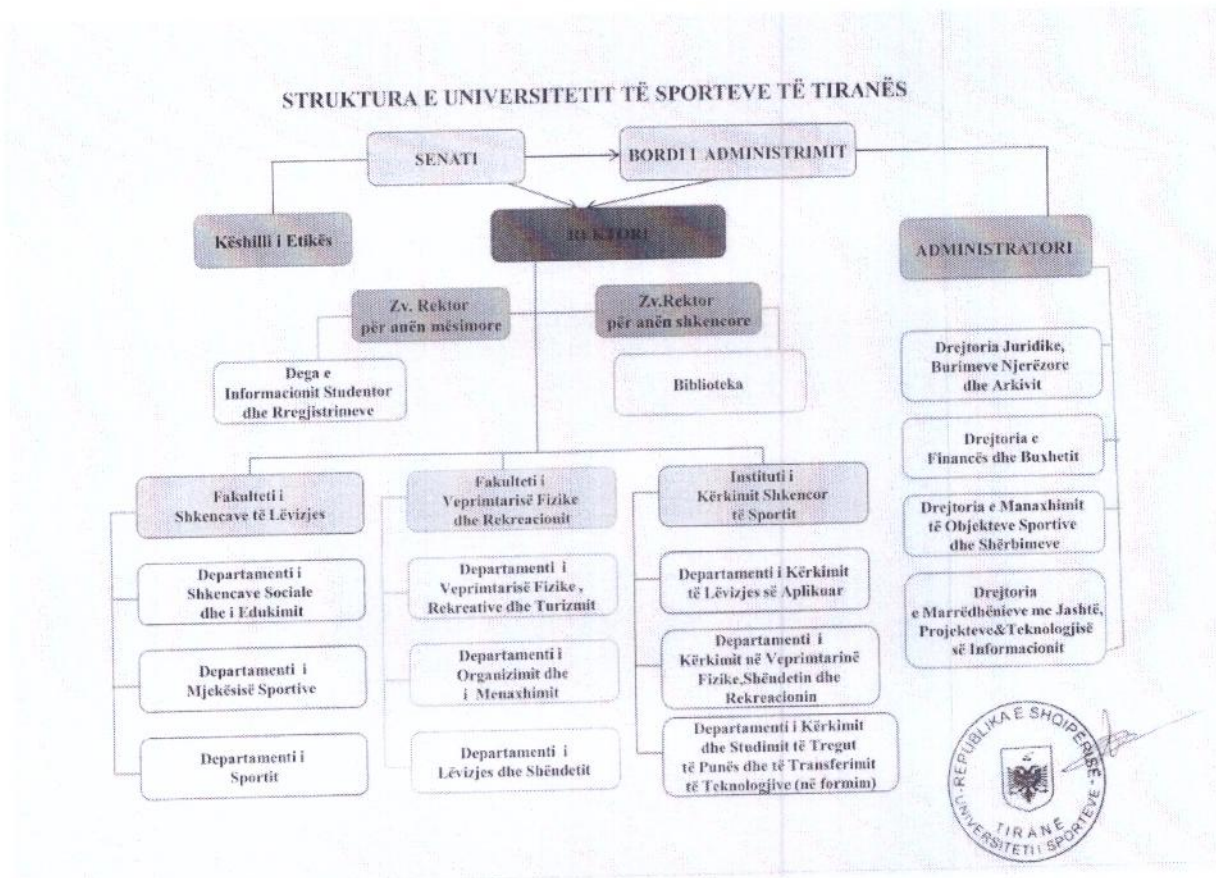 STRUKTURA E UNIVERSITETIT TË SPORTEVE TË TIRANËS
SENATI
BORDI I ADMINISTRIMIT
Këshilli i Etikës
REKTORI
ADMINISTRATORI
Zv. Rektor
për anën mësimore
Zv.Rektor
për anën shkencore
Dega e
Informacionit Studentor
dhe Rregjistrimeve
Biblioteka
Drejtoria Juridike,
Burimeve Njerëzore
dhe Arkivit
Drejtoria e
Financës dhe Buxhetit
Drejtoria e Manaxhimit
të Objekteve Sportive
dhe Shërbimeve
Drejtoria
e Marrëdhënieve me Jashtë,
Projekteve&Teknologjisë
së Informacionit
Fakulteti i
Shkencave të Lëvizjes
Departamenti i
Shkencave Sociale
dhe i Edukimit
Departamenti i
Mjekësisë Sportive
Departamenti i
Sportit
Fakulteti i
Veprimtarisë Fizike
dhe Rekreacionit
Departamenti i
Veprimtarisë Fizike ,
Rekreative dhe Turizmit
Departamenti i
Organizimit dhe
i Menaxhimit
Departamenti i
Lëvizjes dhe Shëndetit
Instituti i
Kërkimit Shkencor
të Sportit
Departamenti i Kërkimit
të Lëvizjes së Aplikuar
Departamenti i
Kërkimit në Veprimtarinë
Fizike,Shëndetin dhe
Rekreacionin
Departamenti i Kërkimit
dhe Studimit të Tregut
të Punës dhe të Transferimit
të Teknologjive (në formim)
REPUBLIKA E SHQIPËRISË
UNIVERSITETI I SPORTEVE
TIRANË